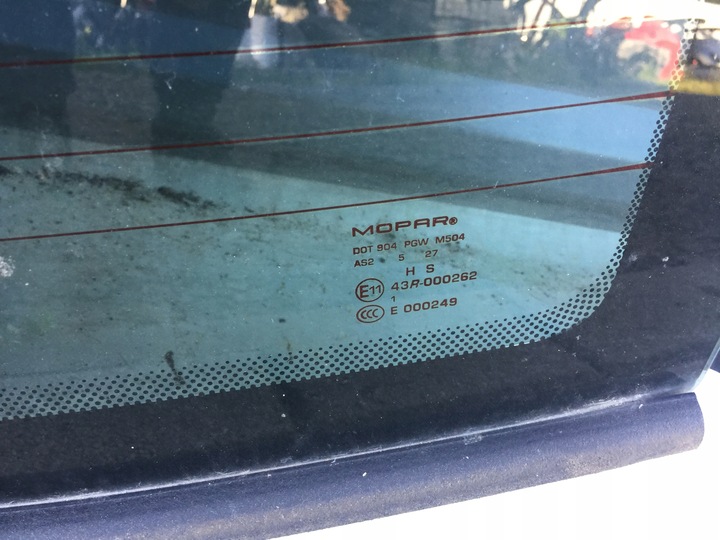 MOPAR®
DOT 904 PGW M504
AS2 5 27
H S
E11 43R-000262
1
CCC E 000249